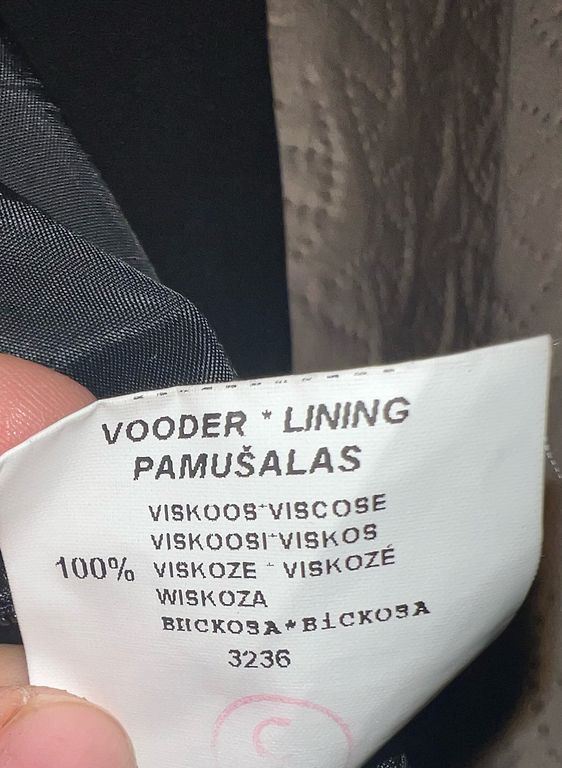 VOODER * LINING
PAMUŠALAS
VISKOOS*VISCOSE
VISKOOSI*VISKOS
100% VISKOZE * VISKOZĖ
WISKOZA
ВИСКОЗА*ВІСКОЗА
3236